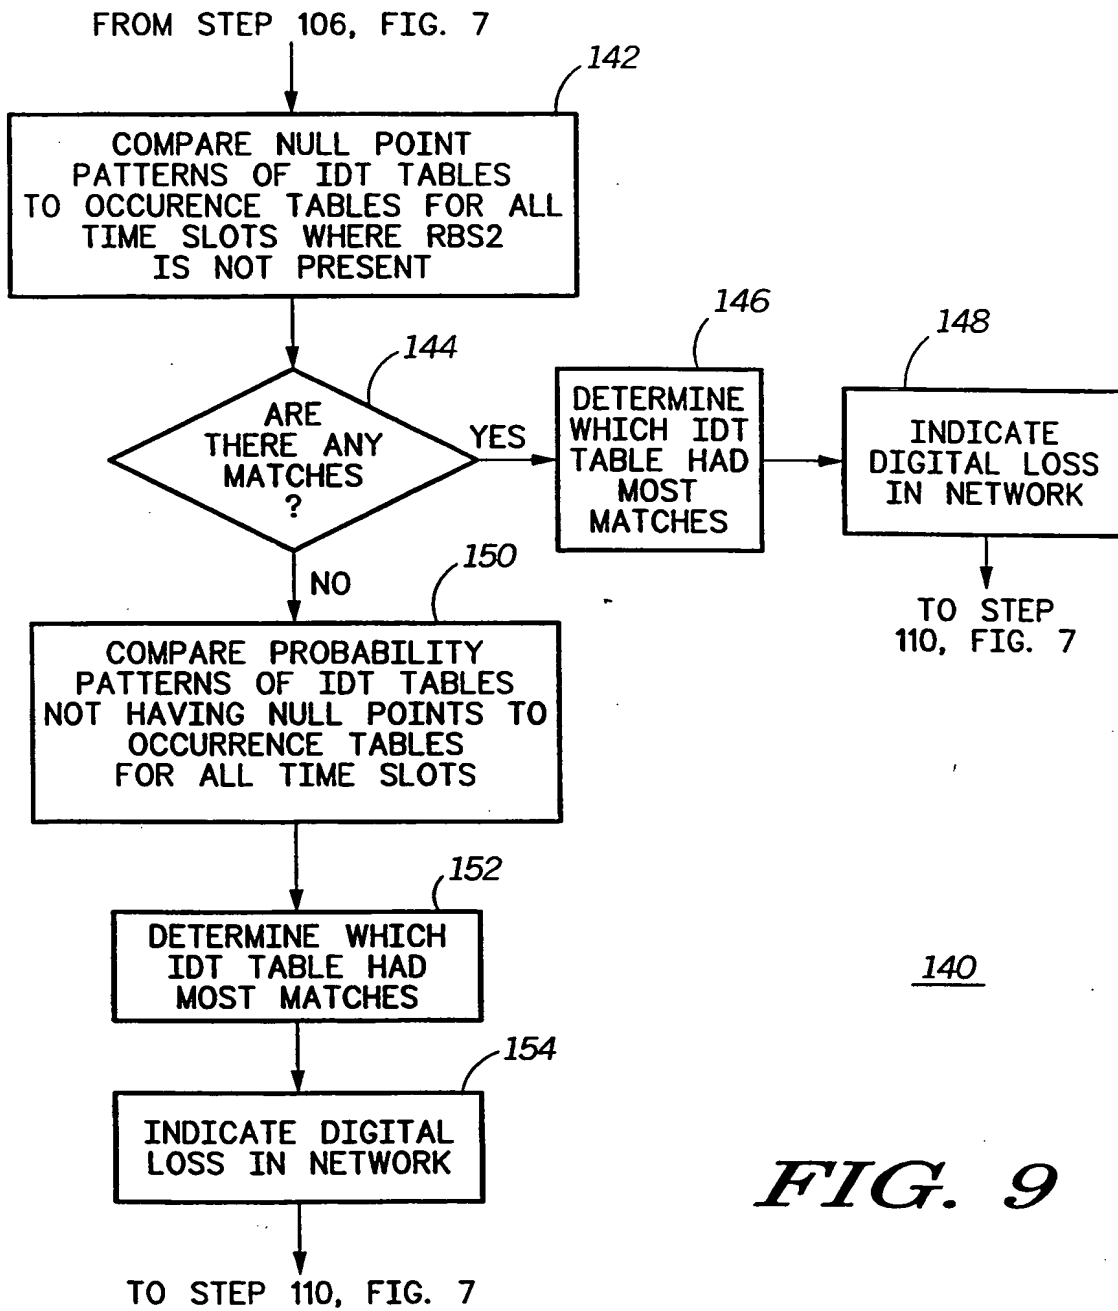 FROM STEP 106, FIG. 7
142
COMPARE NULL POINT
PATTERNS OF IDT TABLES
TO OCCURENCE TABLES FOR ALL
TIME SLOTS WHERE RBS2
IS NOT PRESENT
144
ARE
THERE ANY
MATCHES
?
YES
146
DETERMINE
WHICH IDT
TABLE HAD
MOST
MATCHES
148
INDICATE
DIGITAL LOSS
IN NETWORK
TO STEP
110, FIG. 7
NO
150
COMPARE PROBABILITY
PATTERNS OF IDT TABLES
NOT HAVING NULL POINTS TO
OCCURRENCE TABLES
FOR ALL TIME SLOTS
152
DETERMINE WHICH
IDT TABLE HAD
MOST MATCHES
140
154
INDICATE DIGITAL
LOSS IN NETWORK
TO STEP 110, FIG. 7
FIG. 9